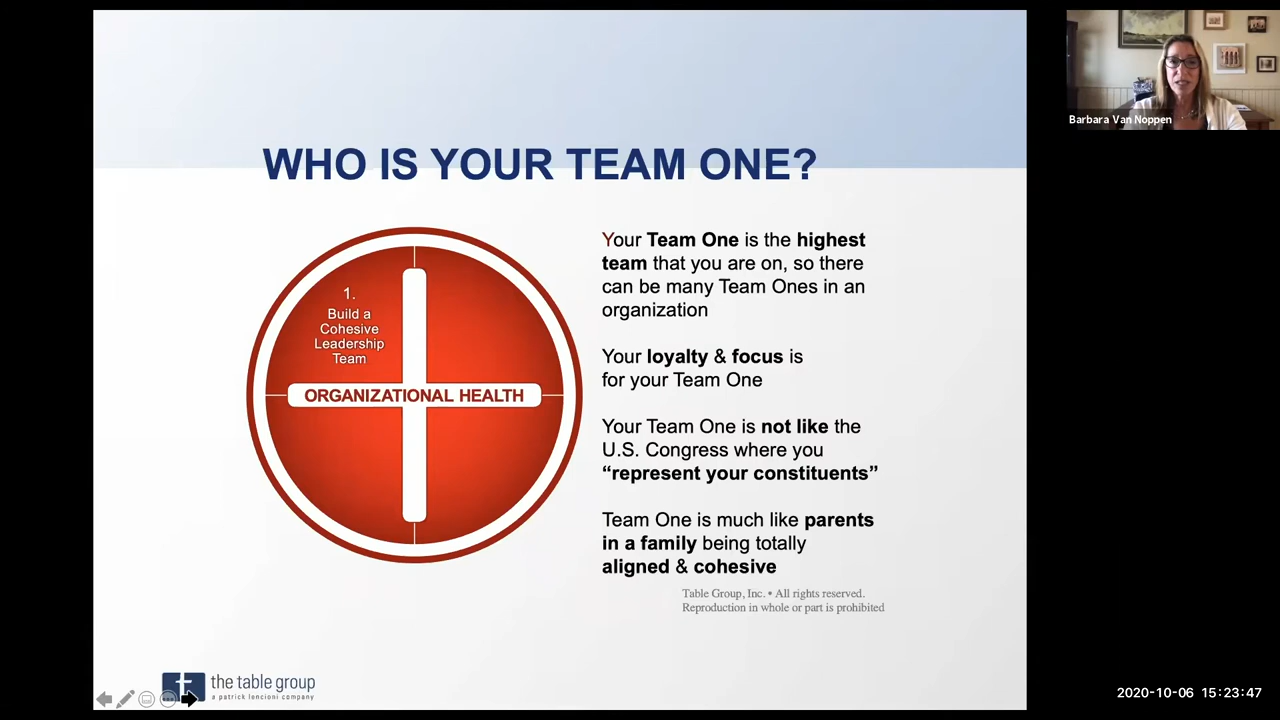 Barbara Van Noppen
WHO IS YOUR TEAM ONE?
1.
Build a
Cohesive
Leadership
Team
ORGANIZATIONAL HEALTH
Your Team One is the highest
team that you are on, so there
can be many Team Ones in an
organization
Your loyalty & focus is
for your Team One
Your Team One is not like the
U.S. Congress where you
“represent your constituents”
Team One is much like parents
in a family being totally
aligned & cohesive
Table Group, Inc. • All rights reserved.
Reproduction in whole or part is prohibited
the table group
a patrick lencioni company
2020-10-06 15:23:47